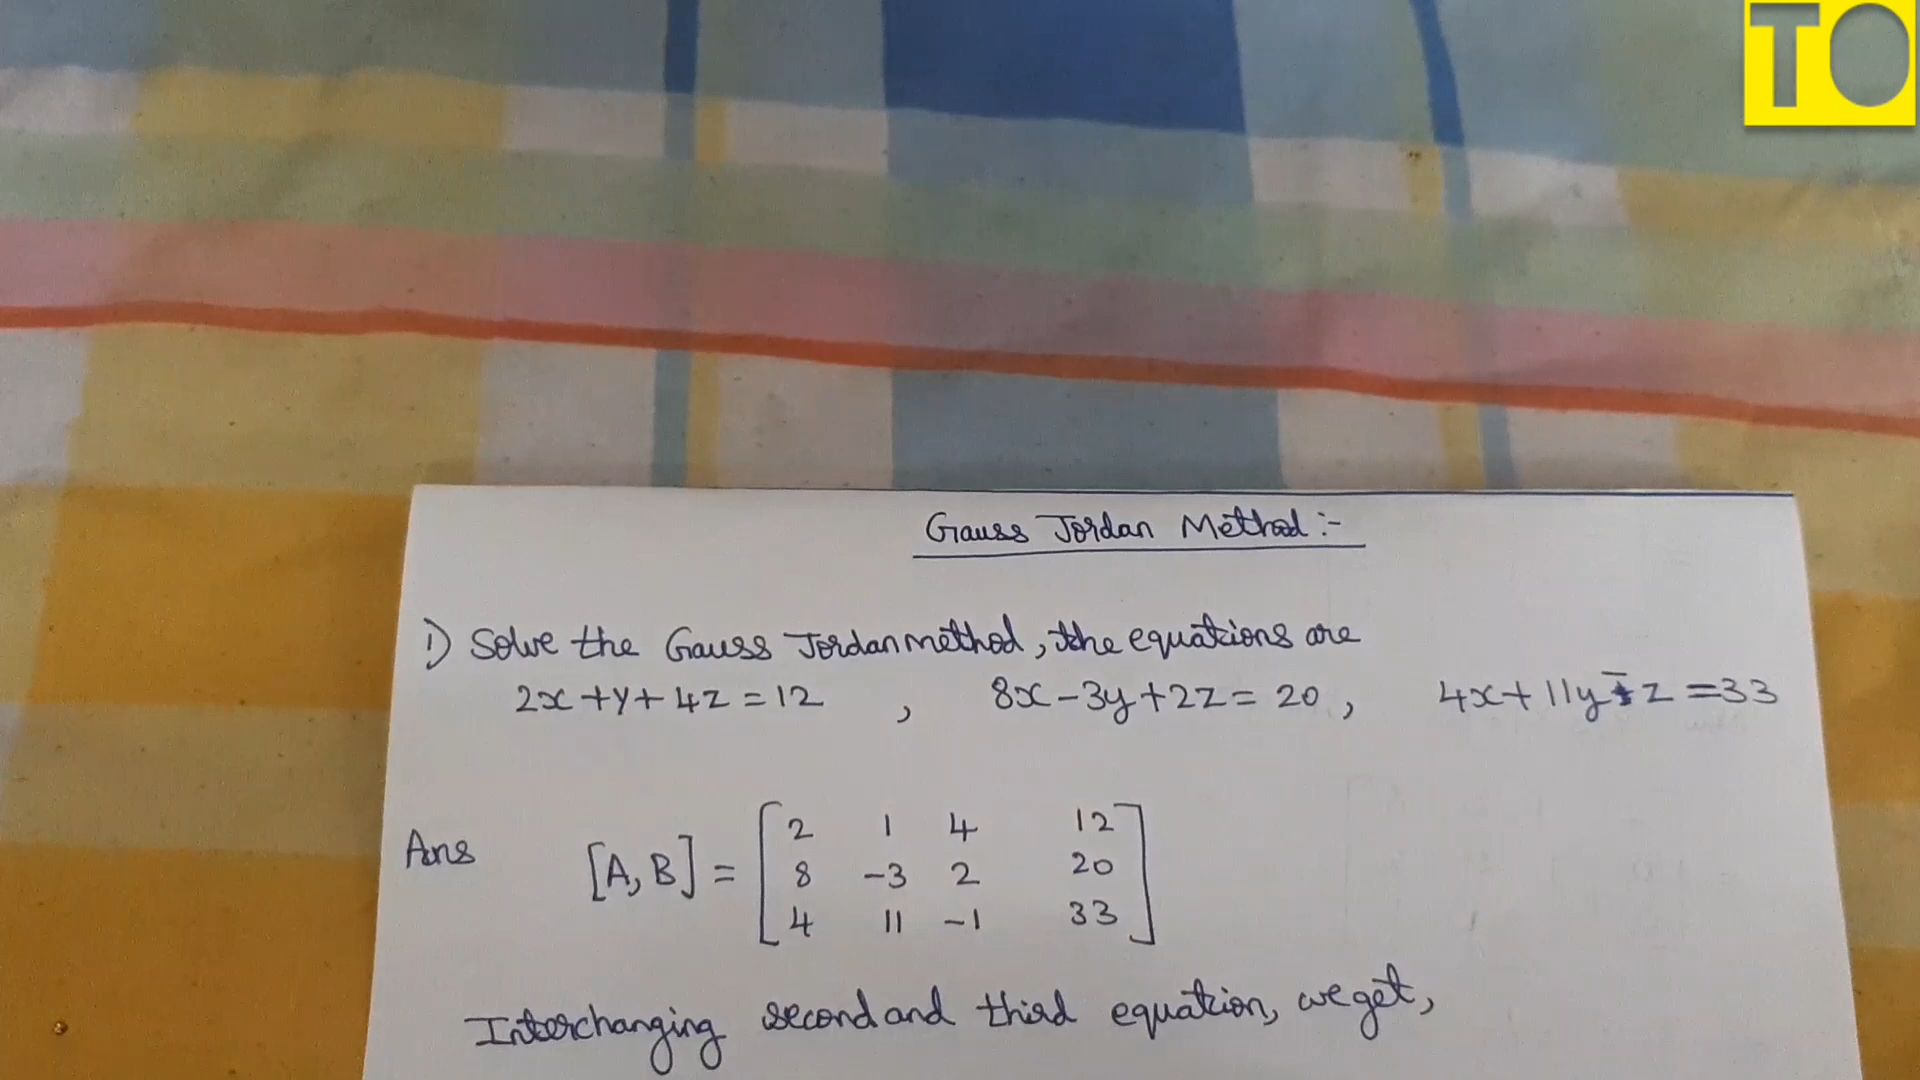 TO
Gauss Jordan Method :-
1) Solve the Gauss Jordan method, the equations are
2x + y + 4z = 12 , 8x - 3y + 2z = 20 , 4x + 11y - z = 33
Ans [A, B] = [
2 1 4 12
8 -3 2 20
4 11 -1 33
]
Interchanging second and third equation, we get,